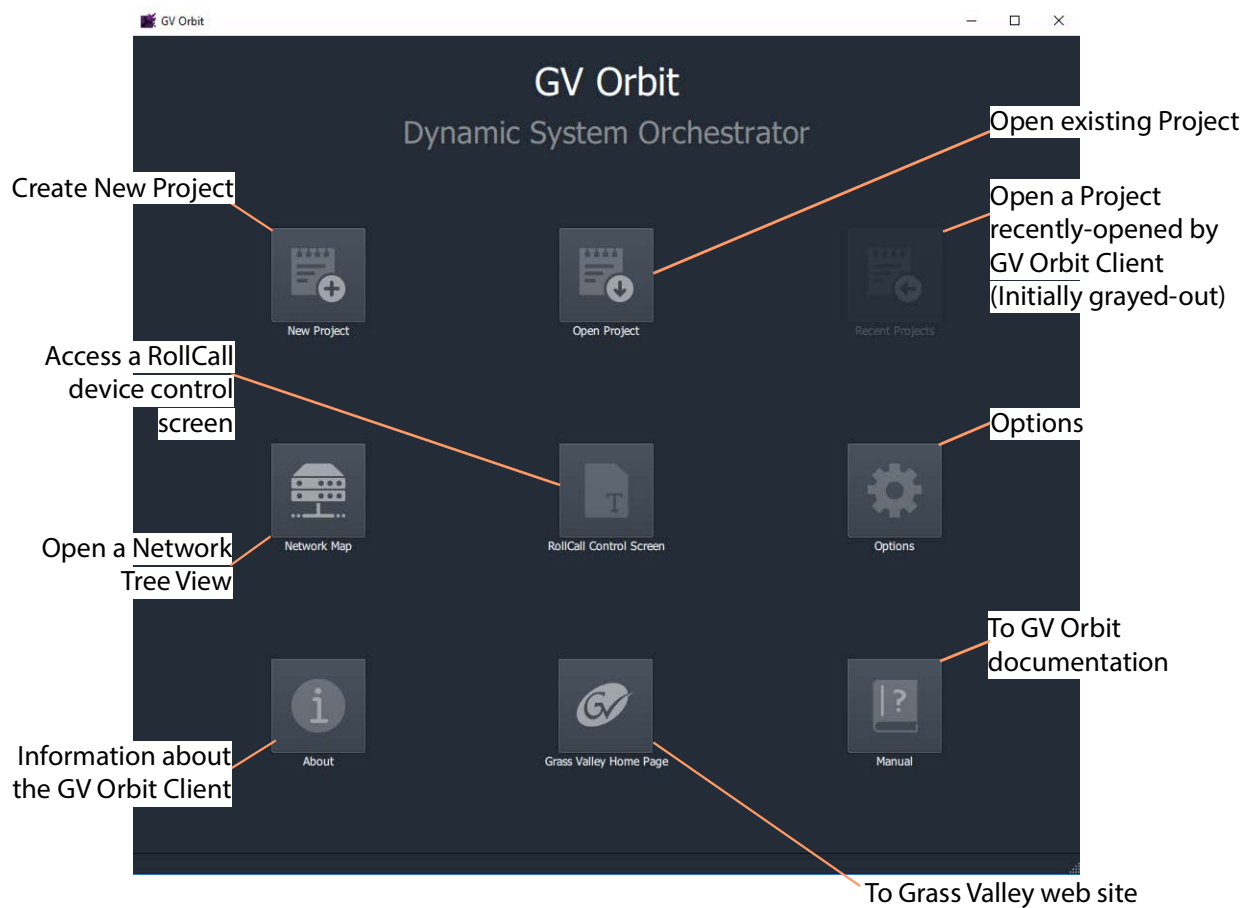 GV Orbit
GV Orbit
Dynamic System Orchestrator
Open existing Project
Create New Project
Open a Project
recently-opened by
GV Orbit Client
(Initially grayed-out)
New Project
Open Project
Recent Projects
Access a RollCall
device control
screen
Options
T
Network Map
RollCall Control Screen
Options
Open a Network
Tree View
To GV Orbit
documentation
i
GV
?
About
Grass Valley Home Page
Manual
Information about
the GV Orbit Client
To Grass Valley web site